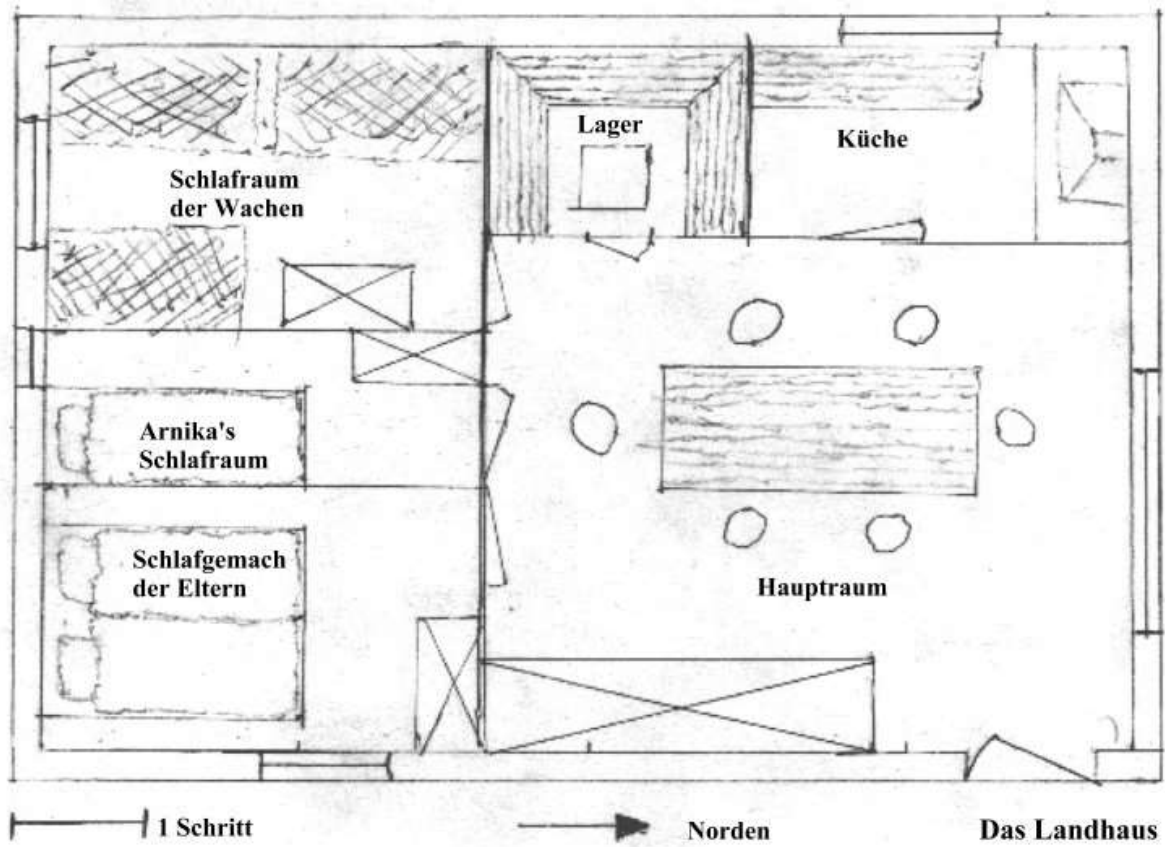 Lager
Küche
Schlafraum
der Wachen
Arnika's
Schlafraum
Schlafgemach
der Eltern
Hauptraum
1 Schritt
Norden
Das Landhaus